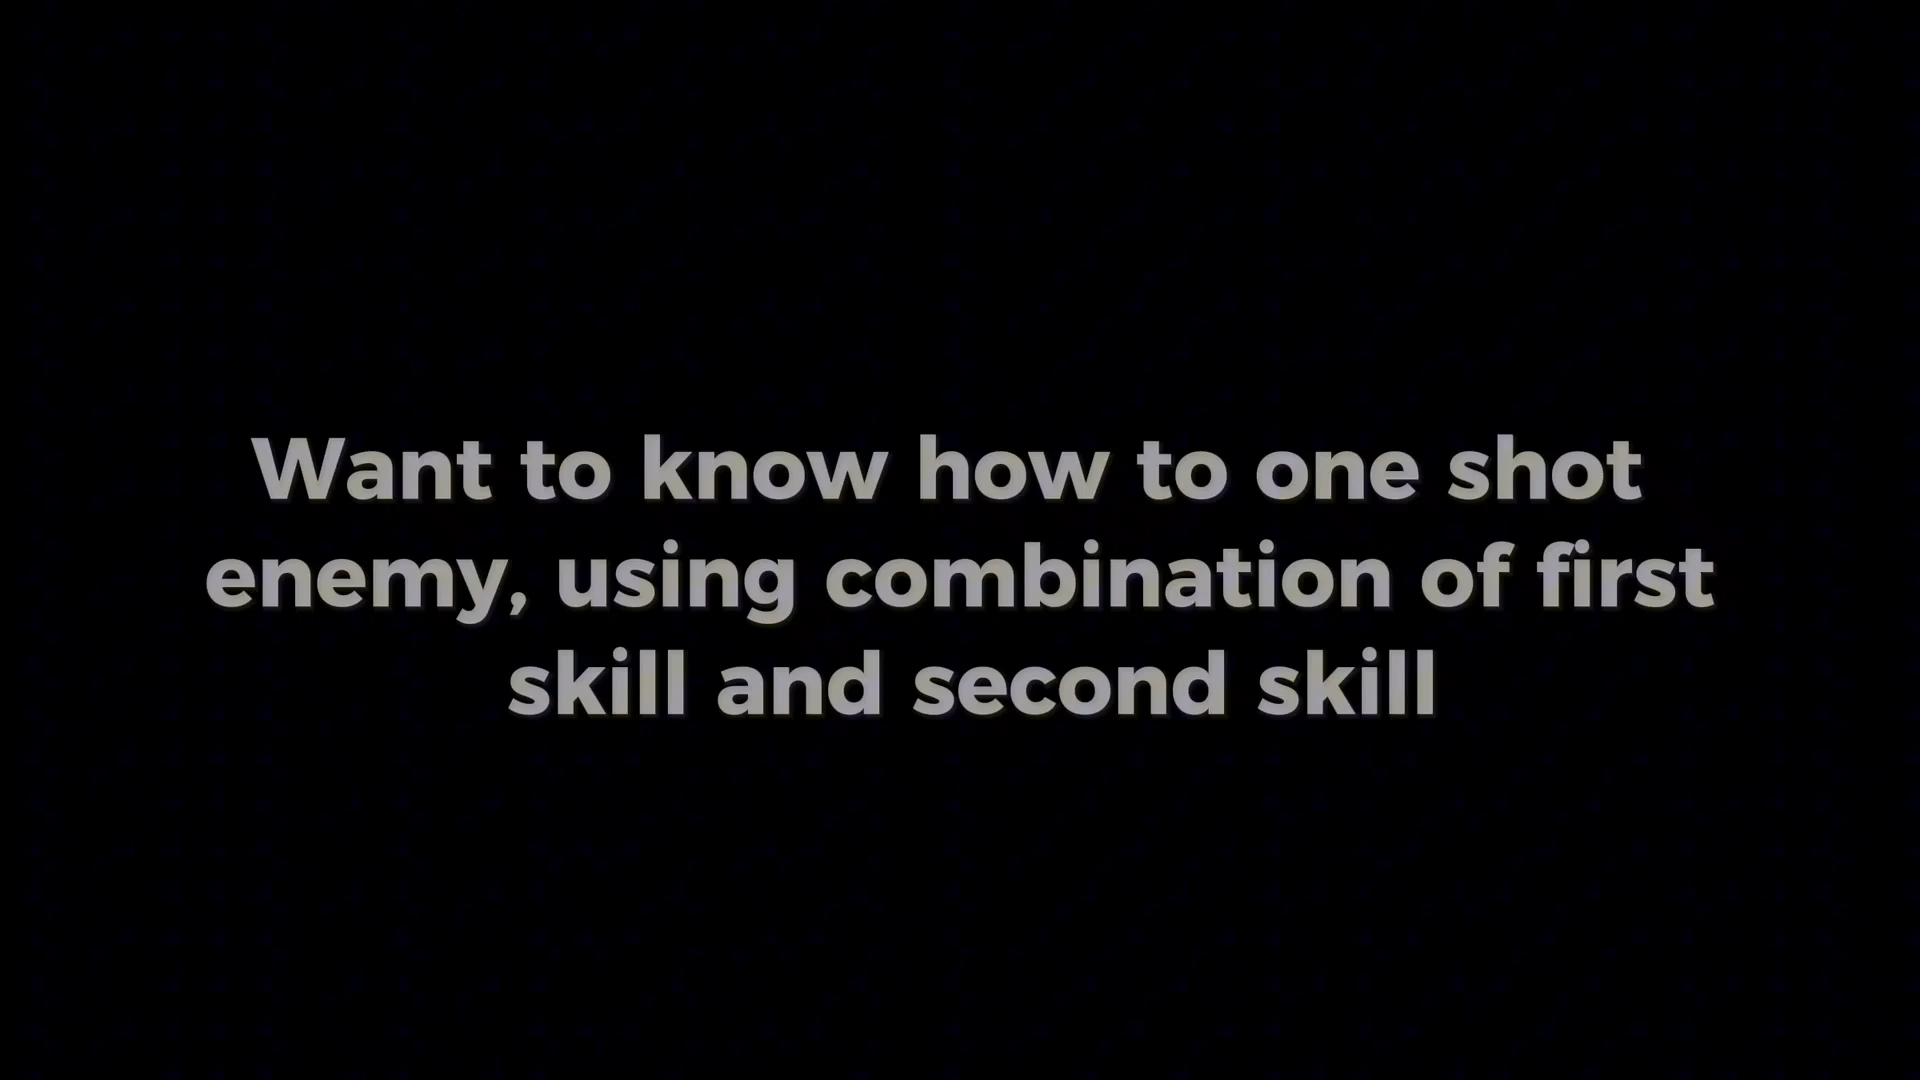 Want to know how to one shot
enemy, using combination of first
skill and second skill